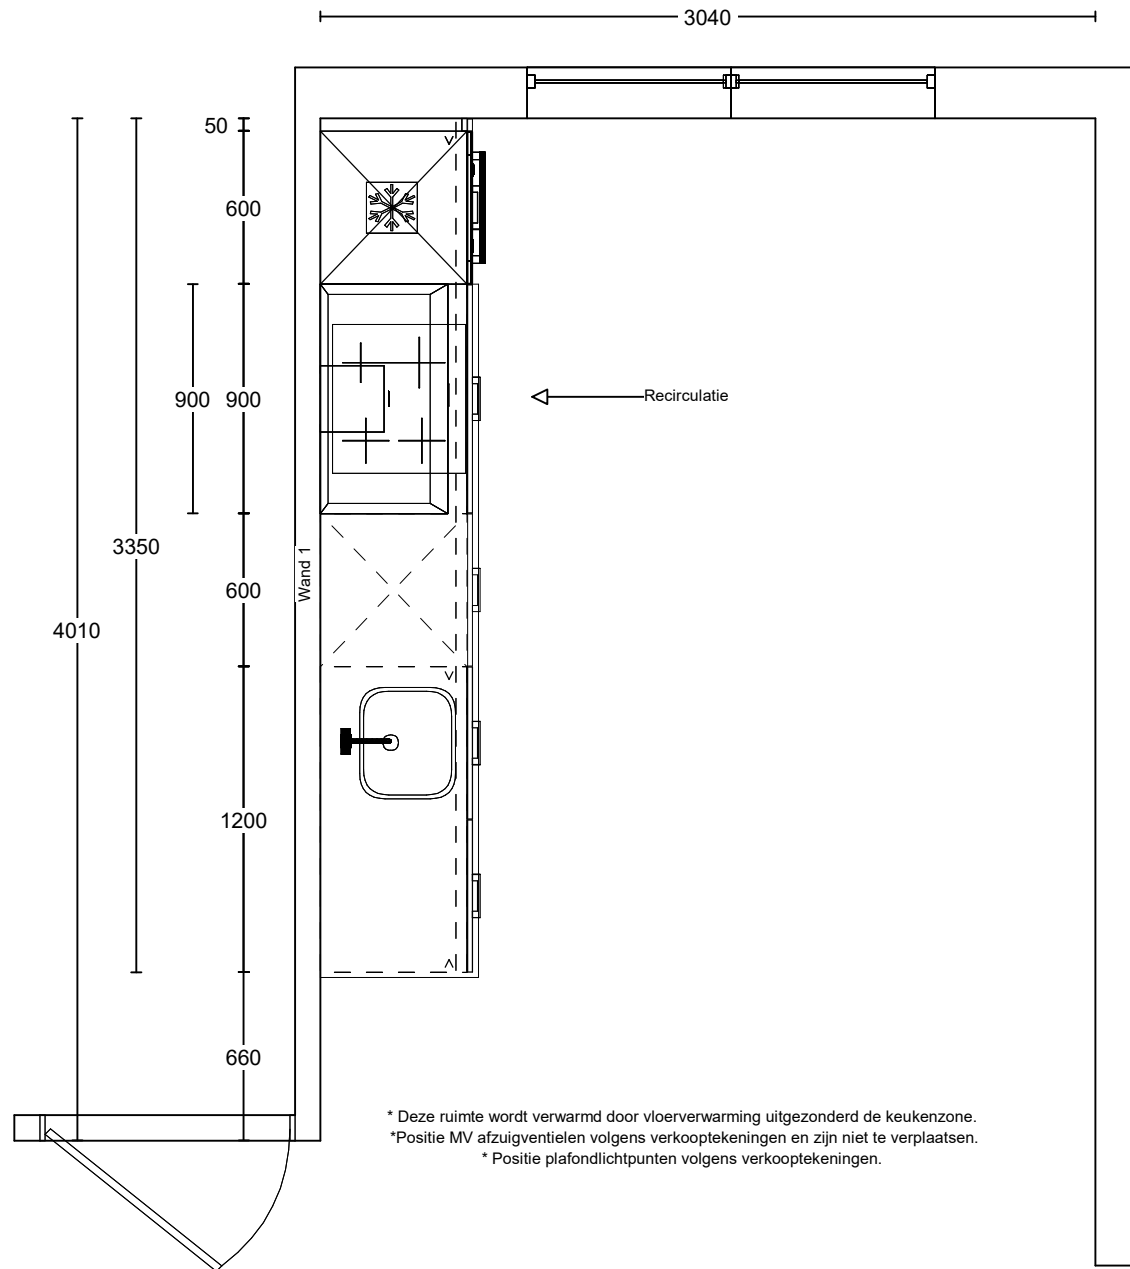 3040
50
600
900
900
Recirculatie
3350
Wand 1
600
4010
1200
660
* Deze ruimte wordt verwarmd door vloerverwarming uitgezonderd de keukenzone.
*Positie MV afzuigventielen volgens verkooptekeningen en zijn niet te verplaatsen.
* Positie plafondlichtpunten volgens verkooptekeningen.